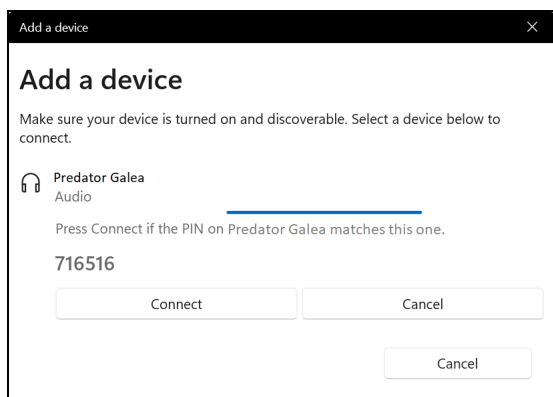 Add a device
Add a device
Make sure your device is turned on and discoverable. Select a device below to
connect.
Predator Galea
Audio
Press Connect if the PIN on Predator Galea matches this one.
716516
Connect
Cancel
Cancel